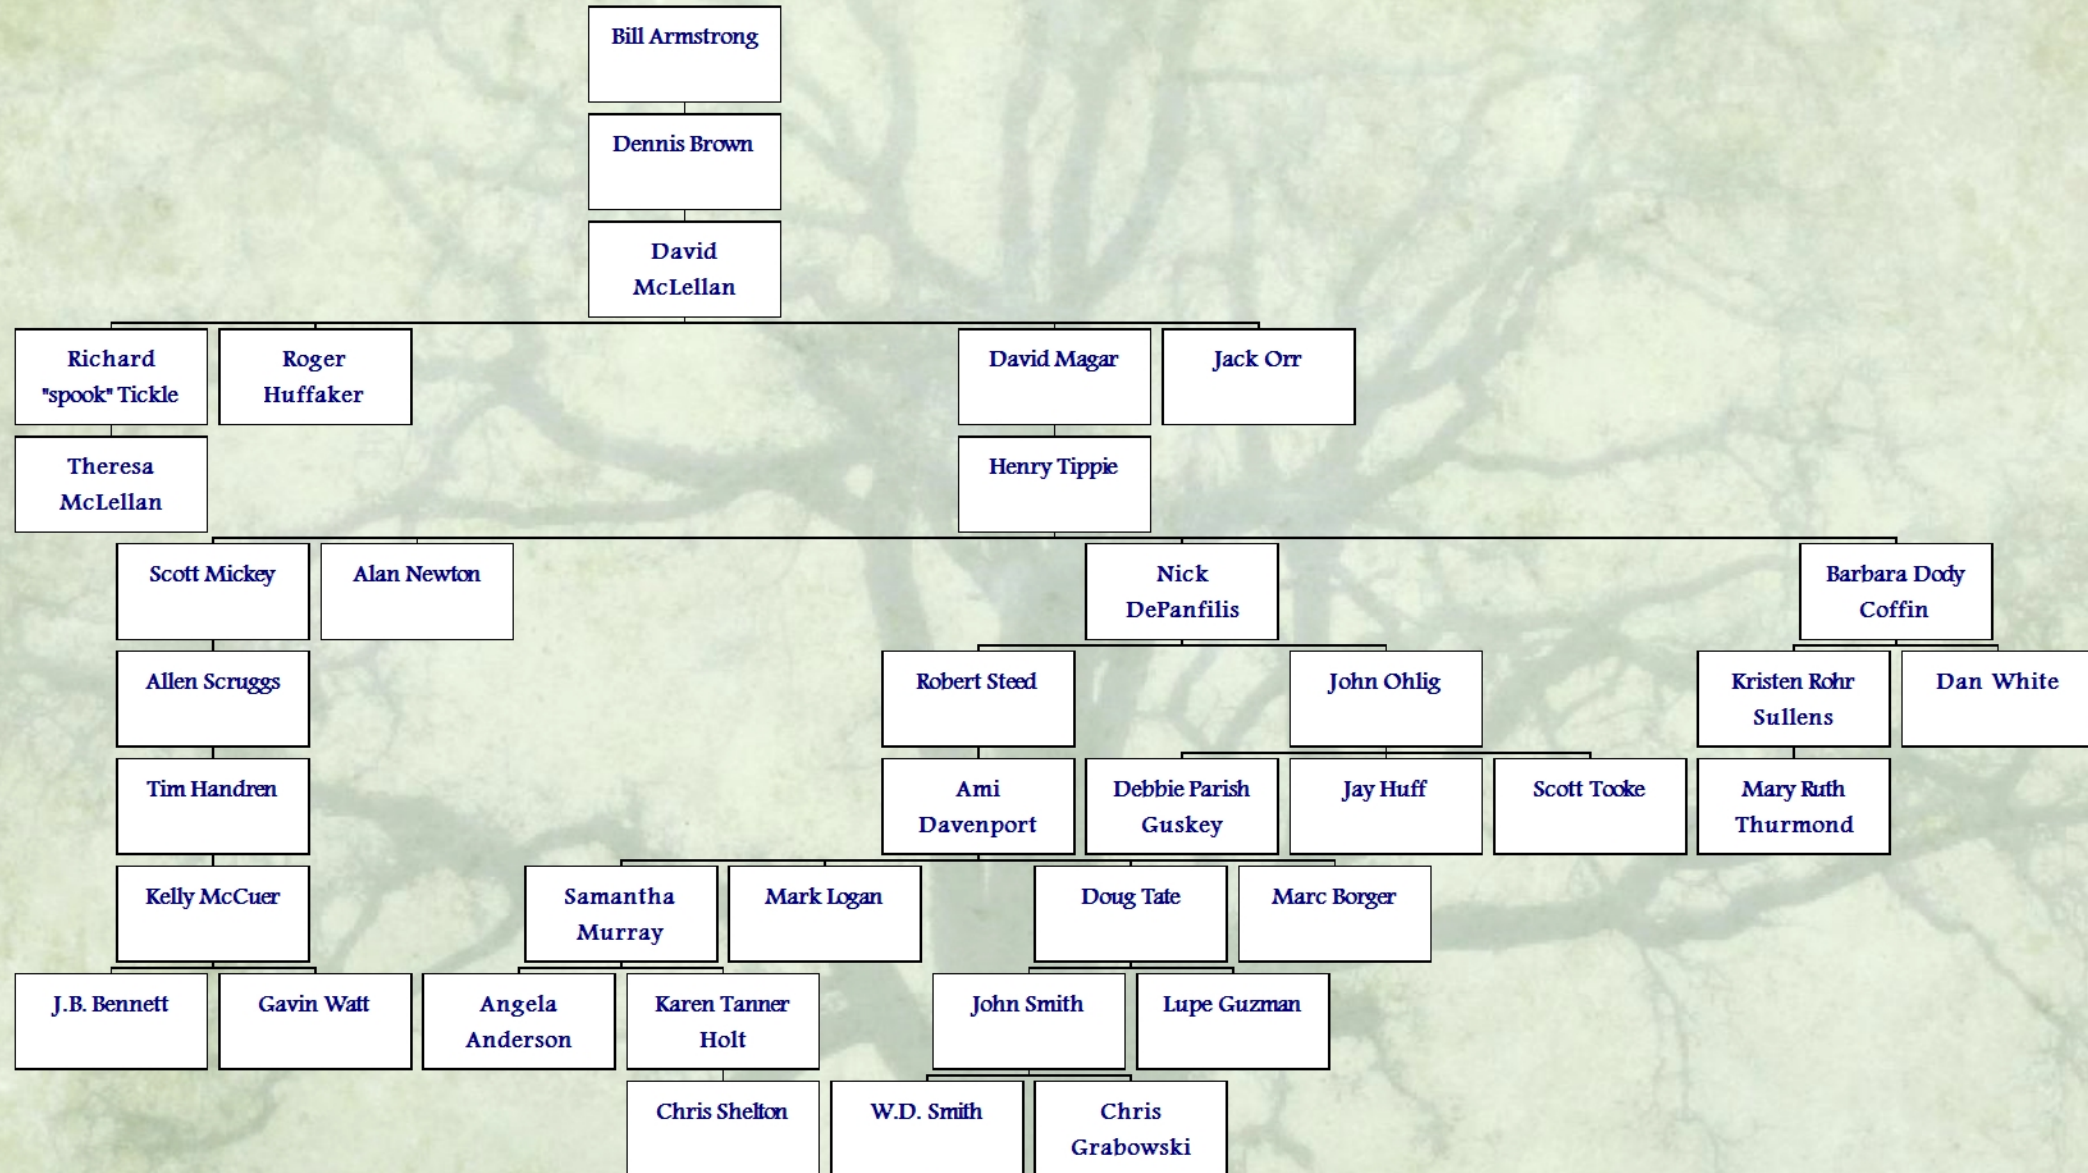 Bill Armstrong
Dennis Brown
David
McLellan
Richard
"spook" Tickle
Roger
Huffaker
David Magar
Jack Orr
Theresa
McLellan
Henry Tippie
Scott Mickey
Alan Newton
Nick
DePanfilis
Barbara Dody
Coffin
Allen Scruggs
Robert Steed
John Ohlig
Kristen Rohr
Sullens
Dan White
Tim Handren
Ami
Davenport
Debbie Parish
Guskey
Jay Huff
Scott Tooke
Mary Ruth
Thurmond
Kelly McCuer
Samantha
Murray
Mark Logan
Doug Tate
Marc Borger
J.B. Bennett
Gavin Watt
Angela
Anderson
Karen Tanner
Holt
John Smith
Lupe Guzman
Chris Shelton
W.D. Smith
Chris
Grabowski